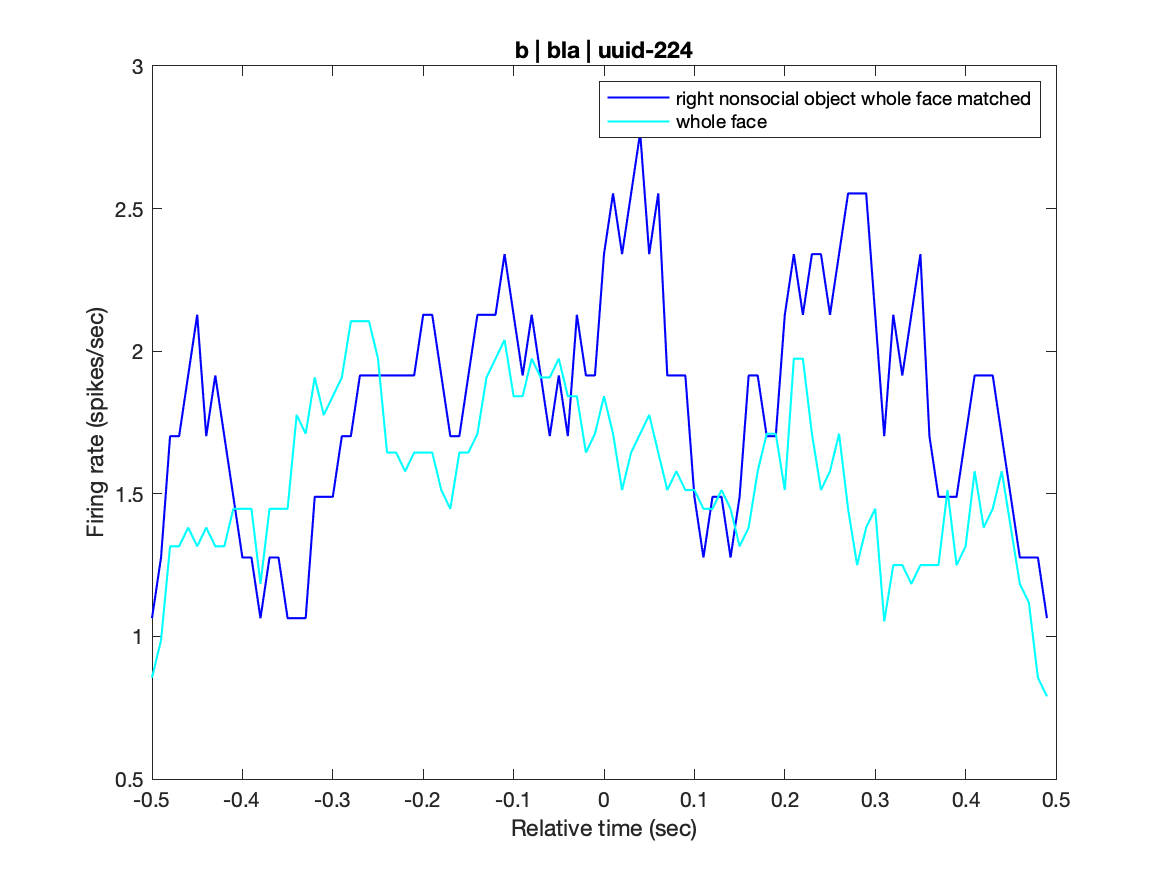 b | bla | uuid-224
right nonsocial object whole face matched
whole face
3
2.5
2
1.5
1
0.5
Firing rate (spikes/sec)
-0.5 -0.4 -0.3 -0.2 -0.1 0 0.1 0.2 0.3 0.4 0.5
Relative time (sec)